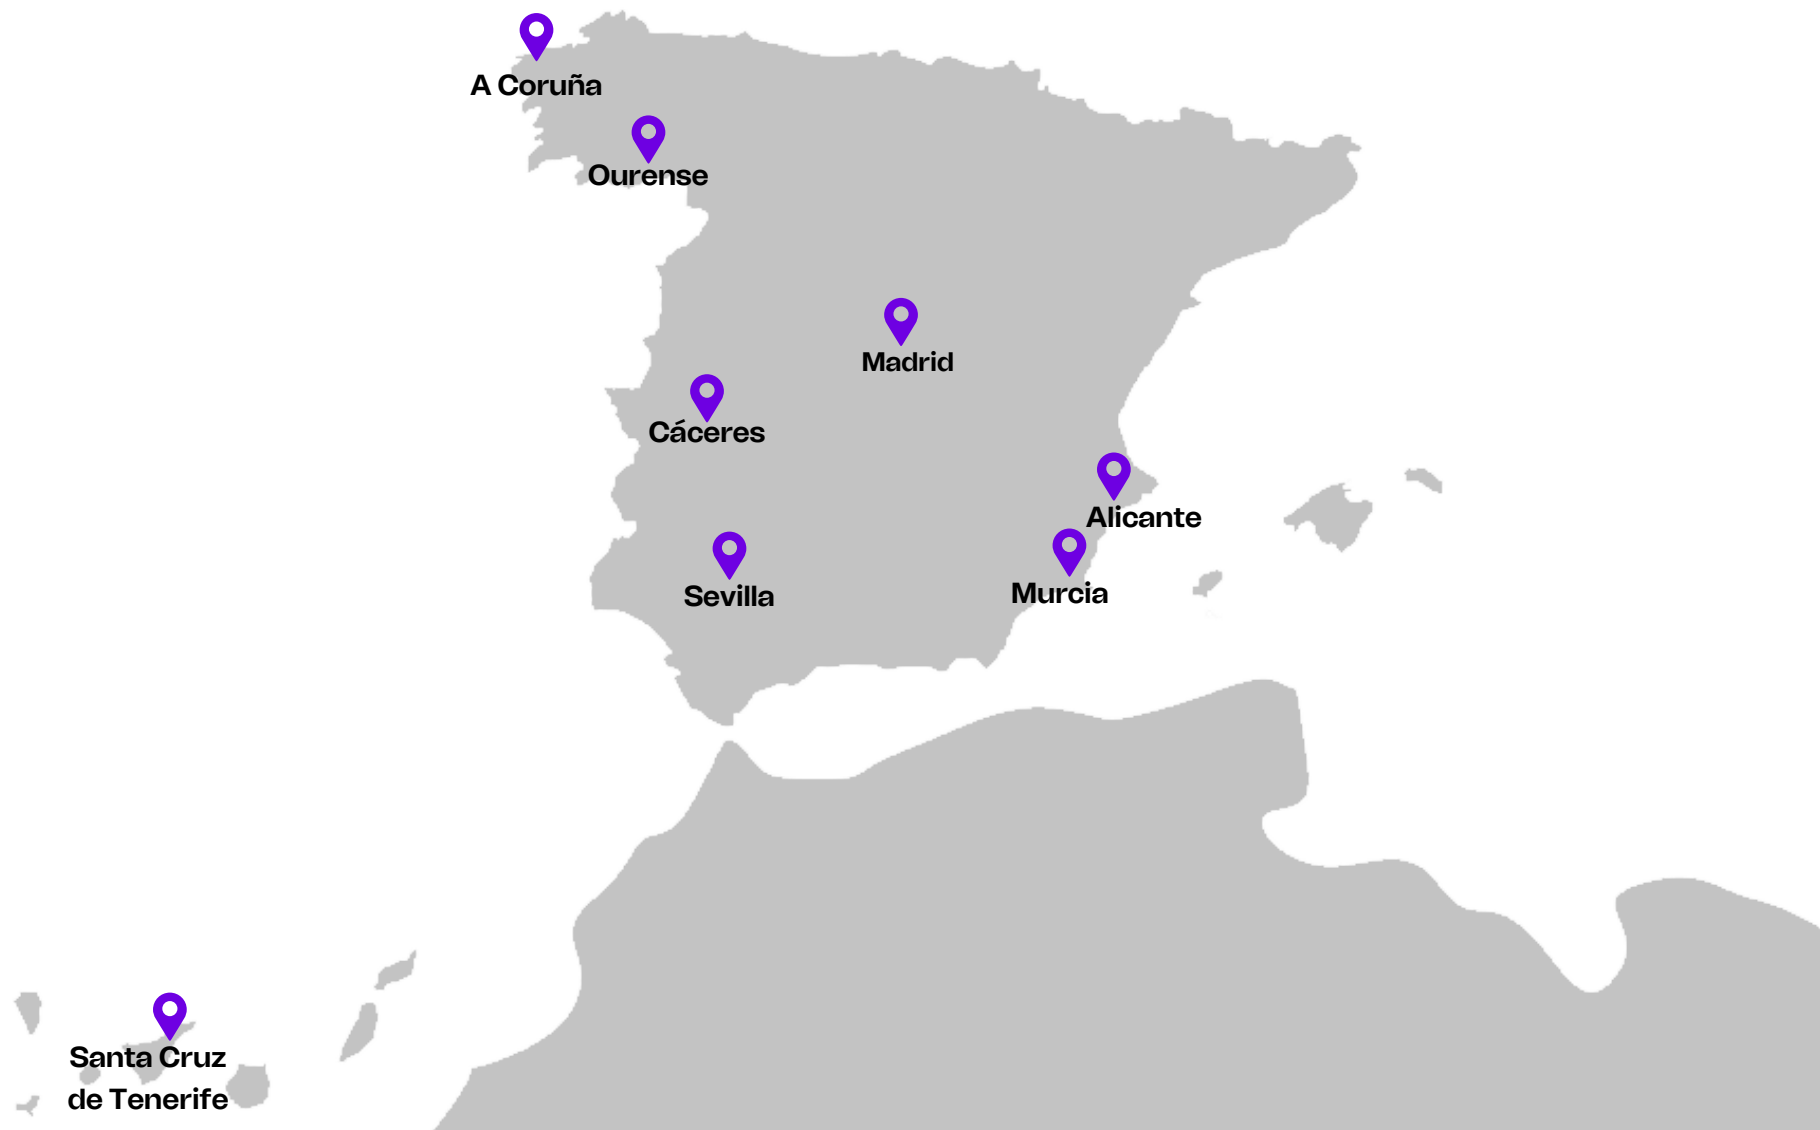 A Coruña
Ourense
Madrid
Cáceres
Alicante
Sevilla
Murcia
Santa Cruz
de Tenerife